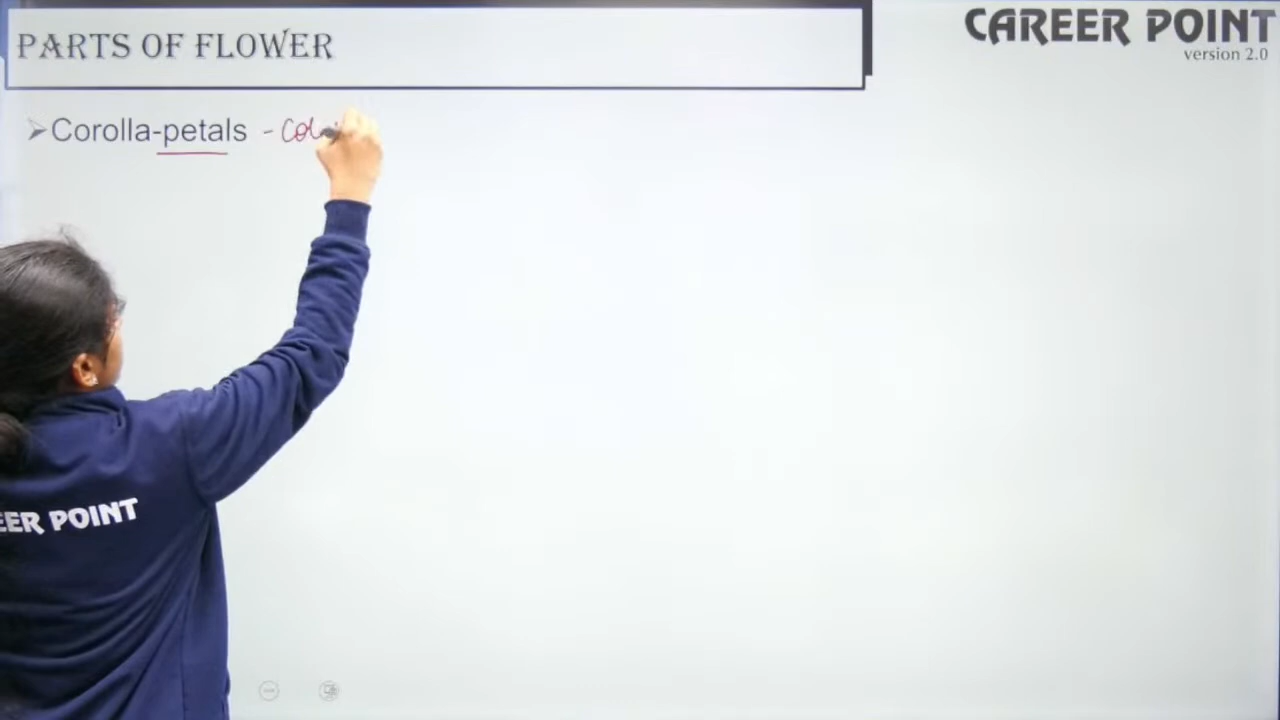 PARTS OF FLOWER
CAREER POINT
version 2.0
➢Corolla-petals -
EER POINT